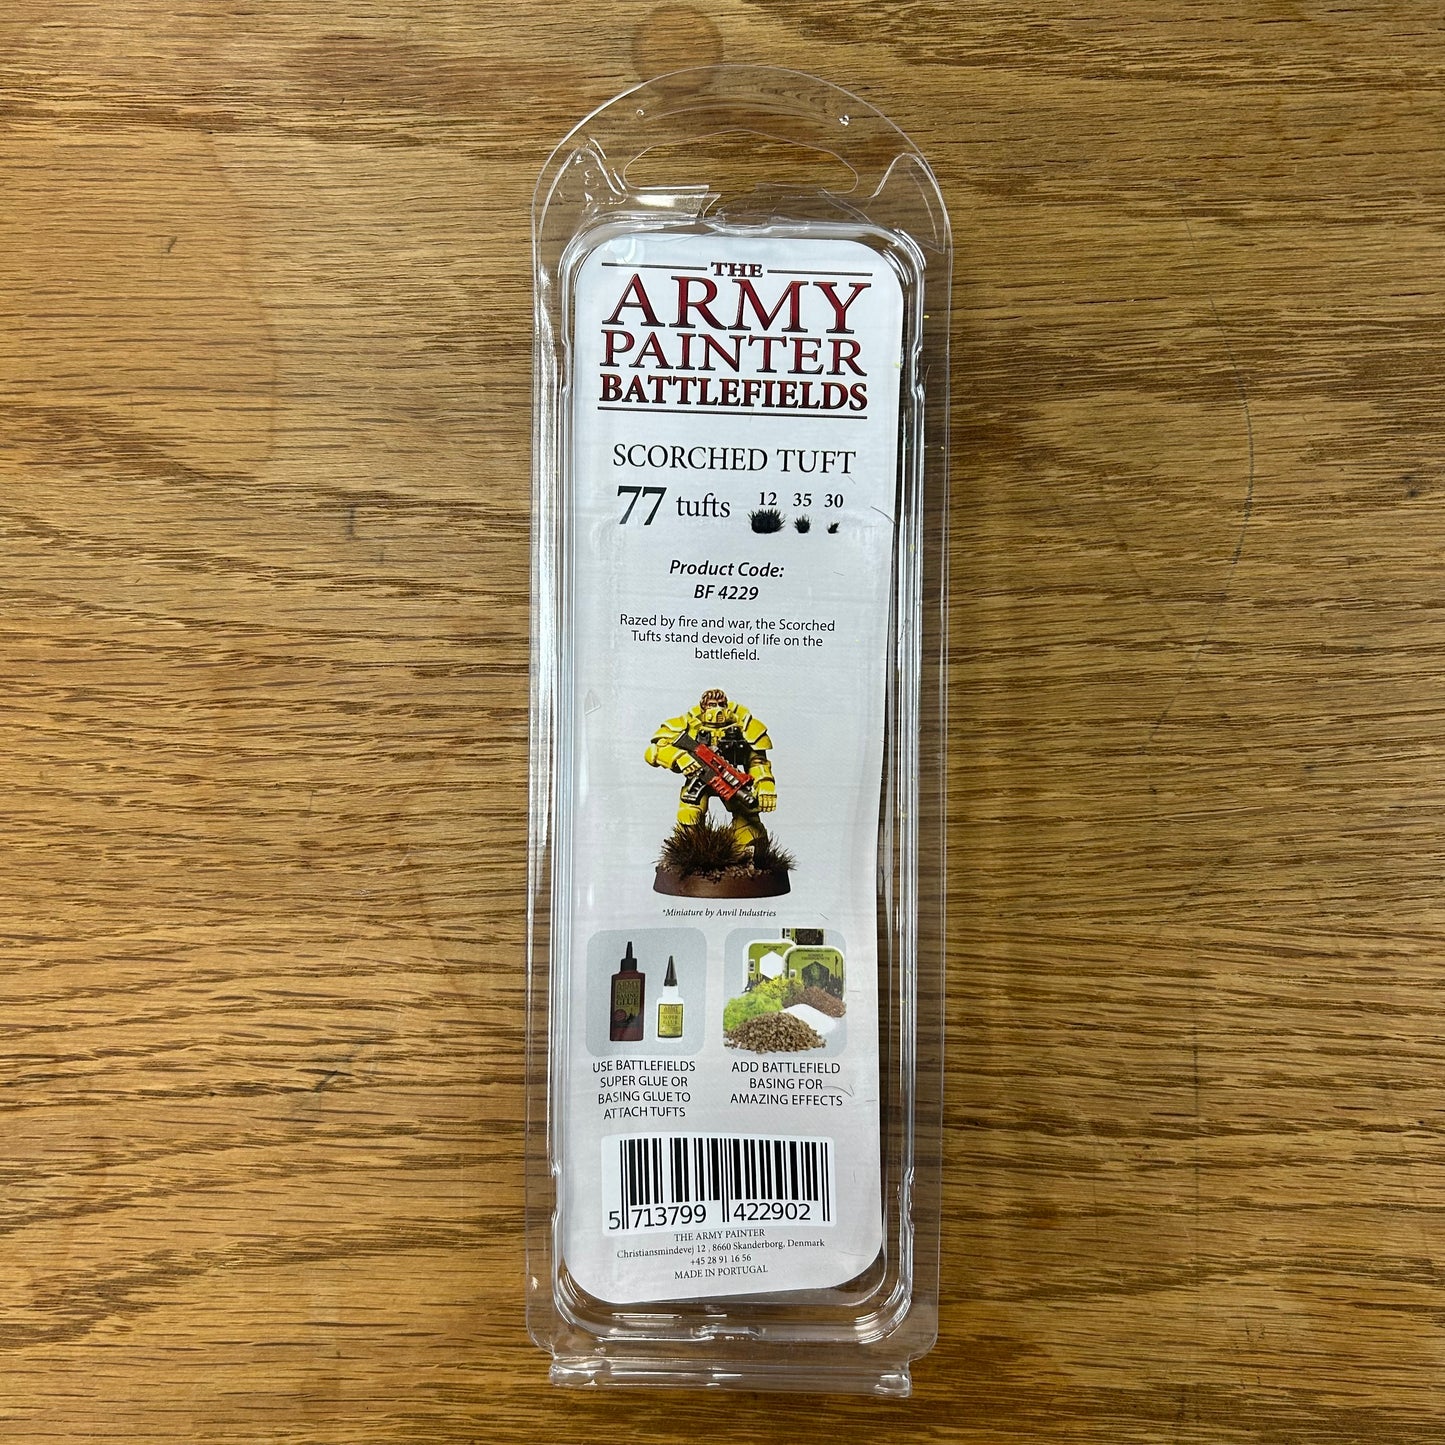 THE
ARMY
PAINTER
BATTLEFIELDS
SCORCHED TUFT
77 tufts 12 35 30
Product Code:
BF 4229
Razed by fire and war, the Scorched
Tufts stand devoid of life on the
battlefield.
*Miniature by Anvil Industries
ARMY
GLUE
USE BATTLEFIELDS
SUPER GLUE OR
BASING GLUE TO
ATTACH TUFTS
ADD BATTLEFIELD
BASING FOR
AMAZING EFFECTS
5 713799 422902
THE ARMY PAINTER
Christiansmindevej 12 , 8660 Skanderborg, Denmark
+45 28 91 16 56
MADE IN PORTUGAL